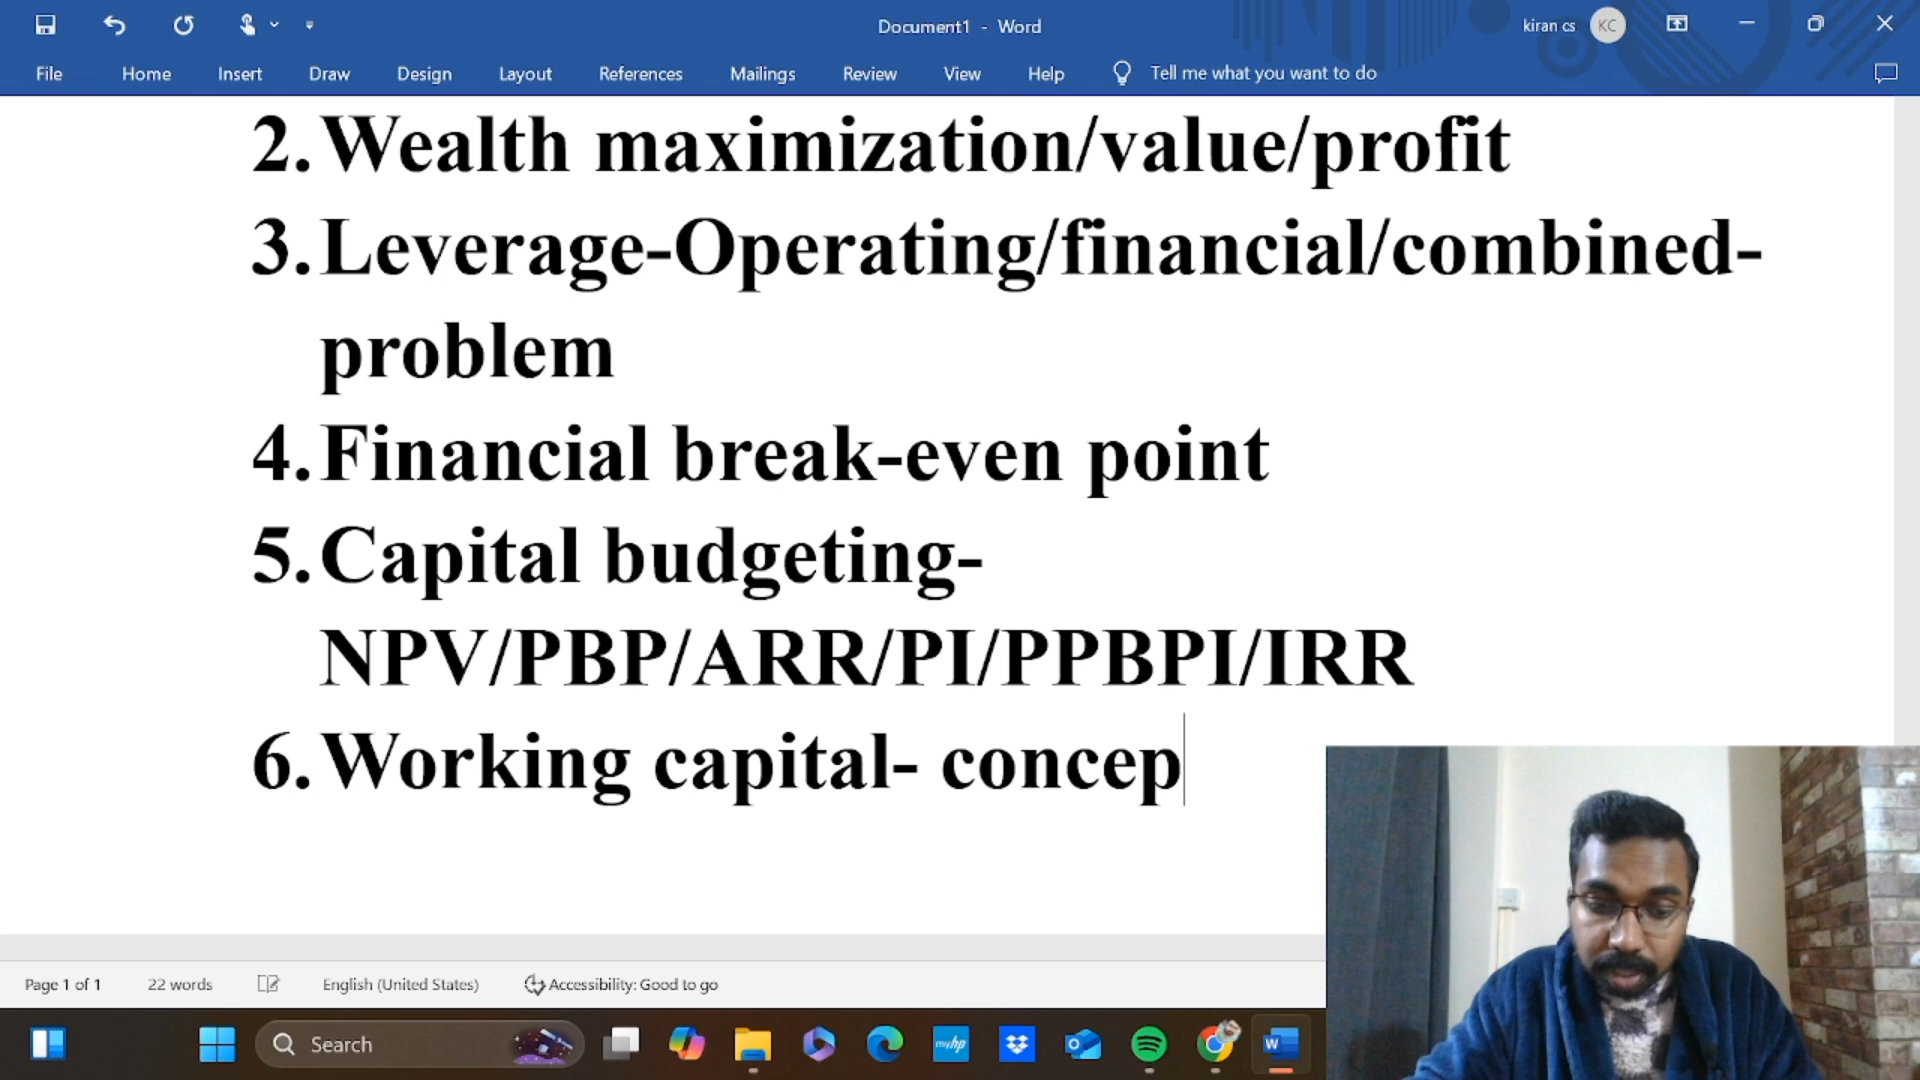 Document1 - Word
kiran cs KC
File Home Insert Draw Design Layout References Mailings Review View Help Tell me what you want to do
2. Wealth maximization/value/profit
3. Leverage-Operating/financial/combined-
problem
4. Financial break-even point
5. Capital budgeting-
NPV/PBP/ARR/PI/PPBPI/IRR
6. Working capital- concep
Page 1 of 1 22 words English (United States) Accessibility: Good to go
Search myhp W